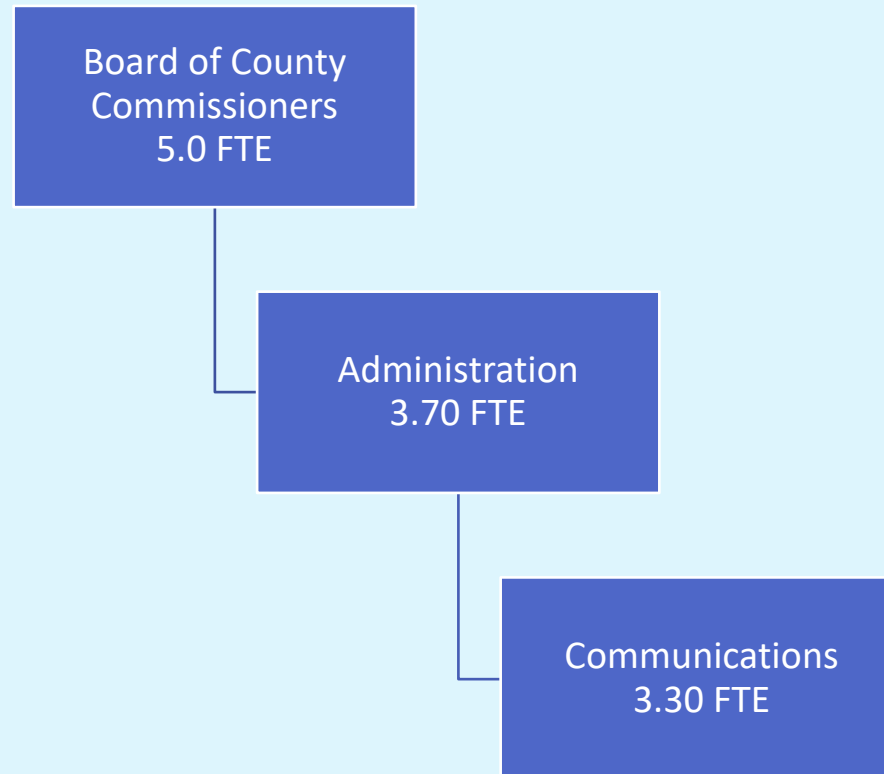 Board of County
Commissioners
5.0 FTE
Administration
3.70 FTE
Communications
3.30 FTE